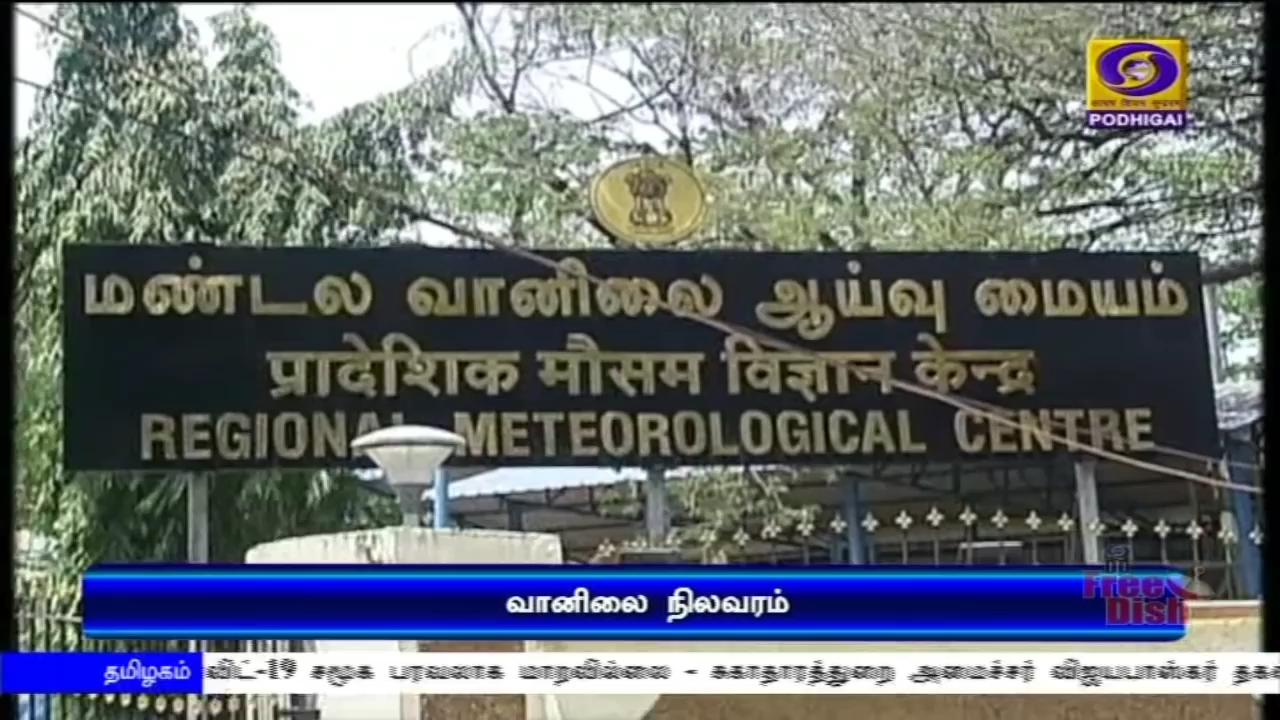 PODHIGAI
மண்டல வானிலை ஆய்வு மையம்
प्रादेशिक मौसम विज्ञान केन्द्र
REGIONAL METEOROLOGICAL CENTRE
வானிலை நிலவரம்
Free Dish
தமிழகம் விட்-19 சமூக பரவலாக மாறவில்லை - சுகாதாரத்துறை அமைச்சர் விஜயபாஸ்கர் தக